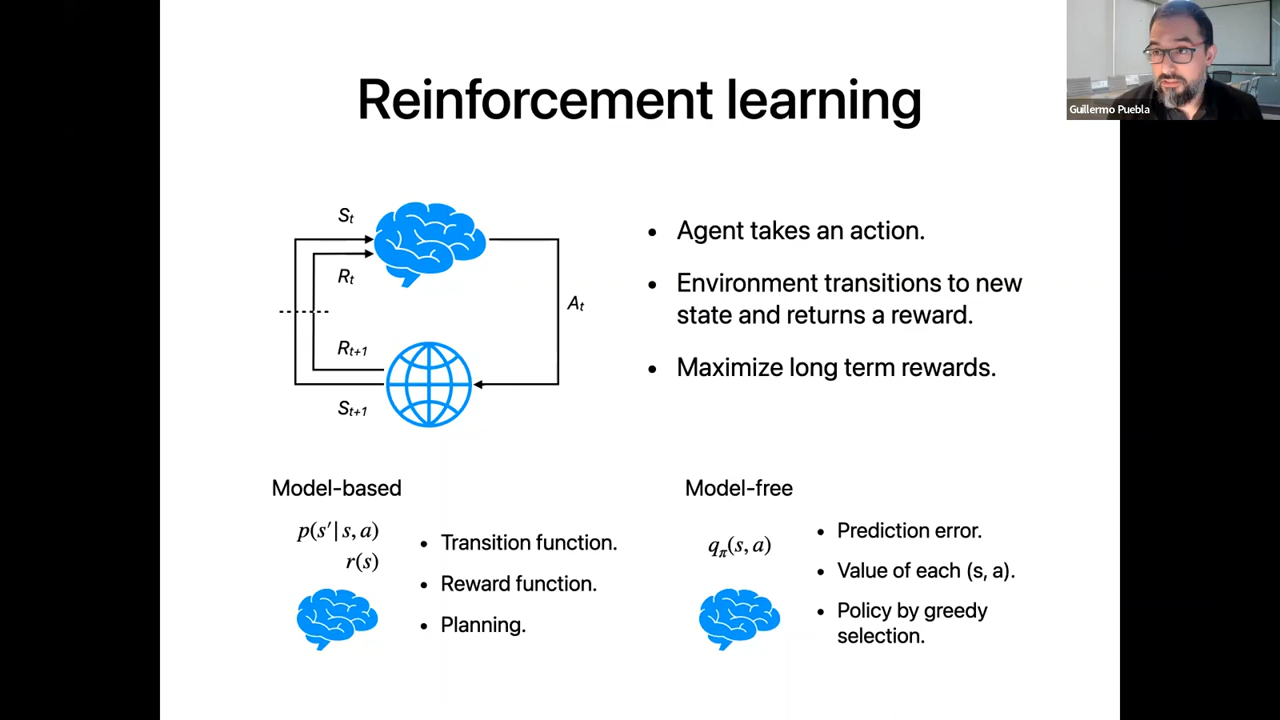 Reinforcement learning
Guillermo Puebla
Sₜ
Rₜ
Aₜ
Rₜ₊₁
Sₜ₊₁
• Agent takes an action.
• Environment transitions to new
state and returns a reward.
• Maximize long term rewards.
Model-based
p(s′| s, a)
r(s)
• Transition function.
• Reward function.
• Planning.
Model-free
qπ(s, a)
• Prediction error.
• Value of each (s, a).
• Policy by greedy
selection.